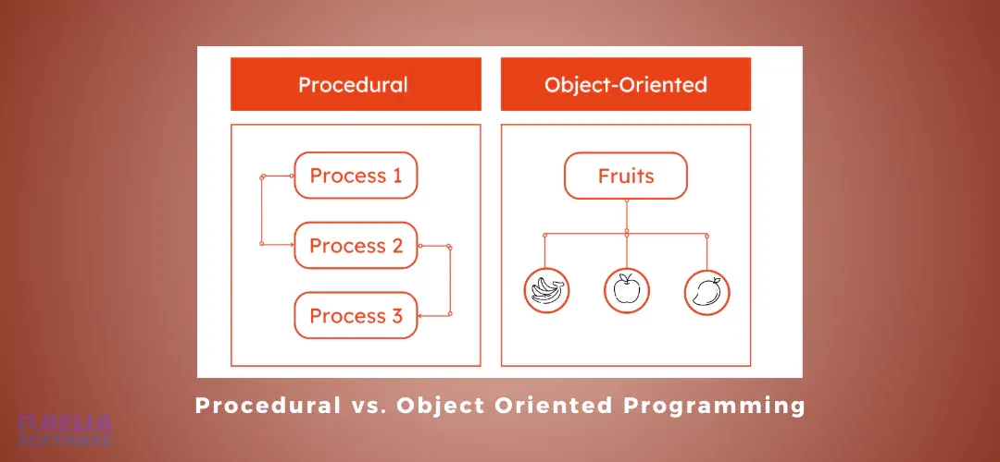 Procedural
Object-Oriented
Process 1
Process 2
Process 3
Fruits
Procedural vs. Object Oriented Programming
RELIA
SOFTWARE